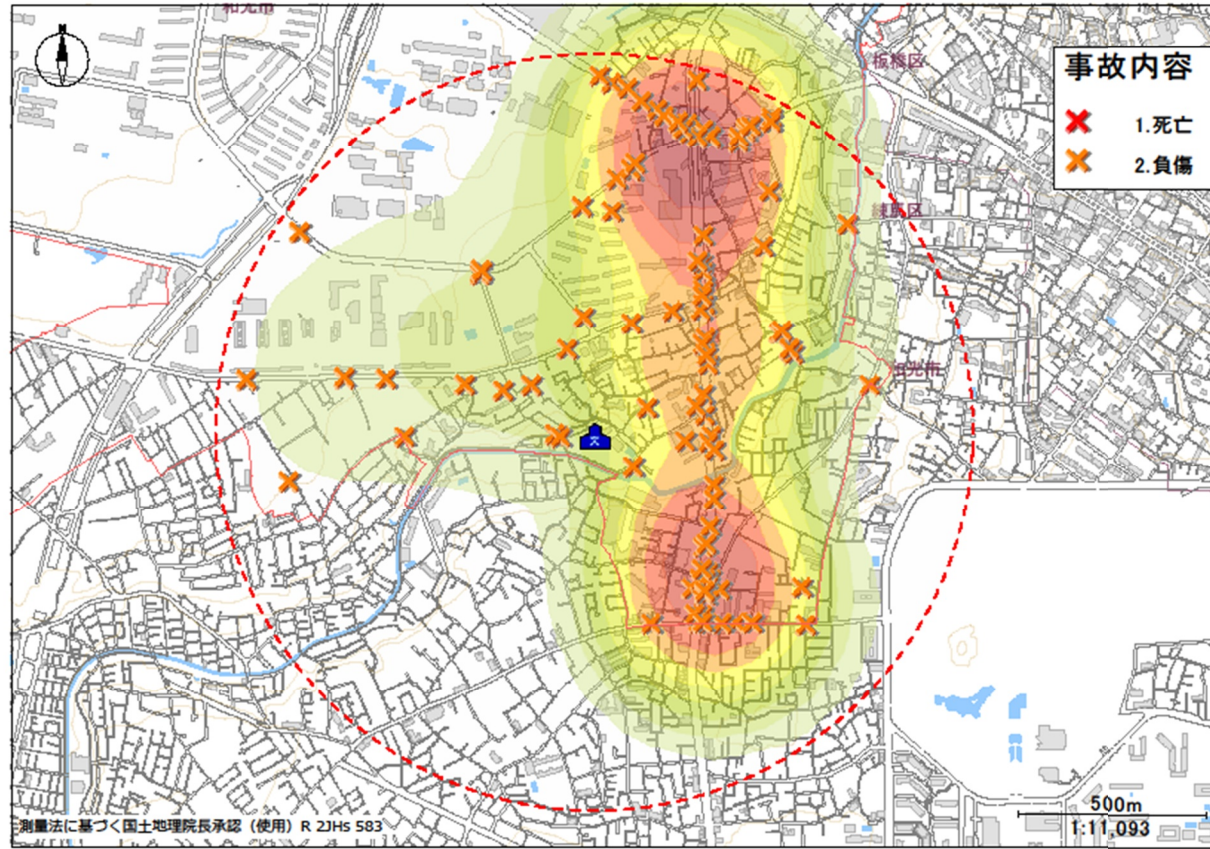 和光市
板橋区
事故内容
1.死亡
2.負傷
練馬区
和光市
500m
1:11,093
測量法に基づく国土地理院長承認（使用）R 2JHs 583